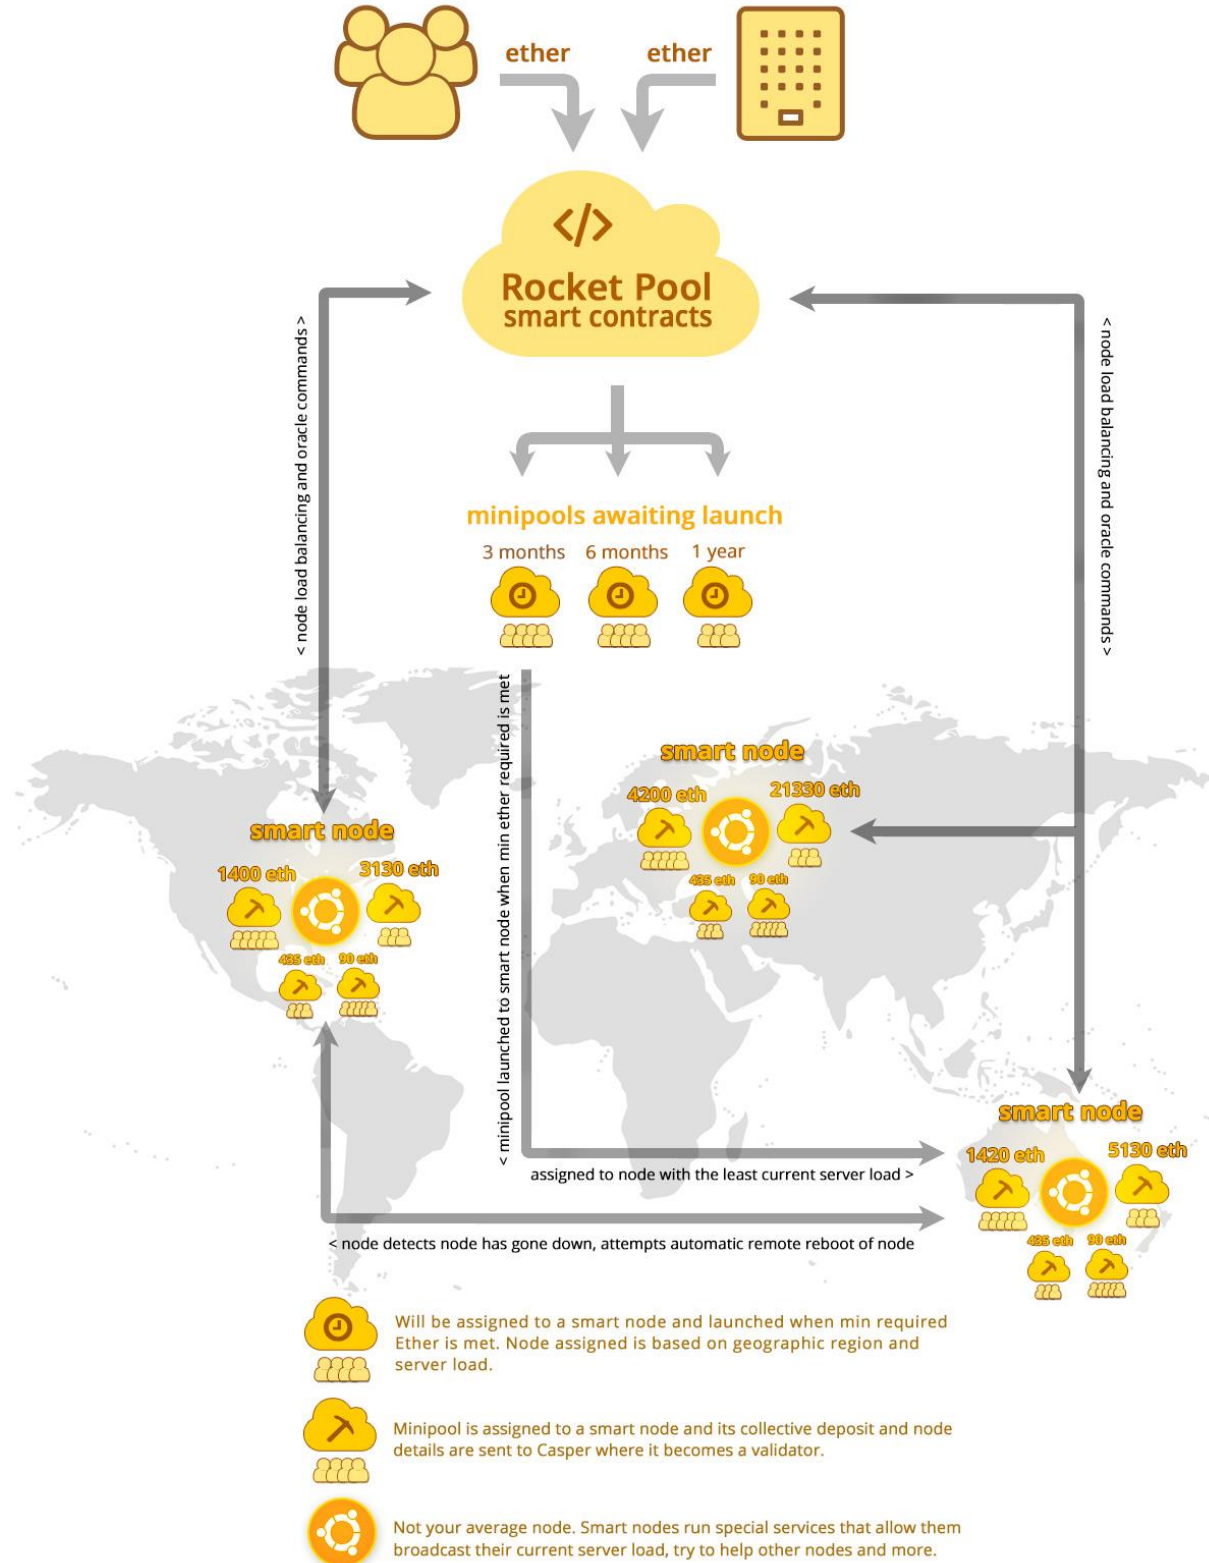 ether
ether
</>
Rocket Pool
smart contracts
< node load balancing and oracle commands >
< node load balancing and oracle commands >
minipools awaiting launch
3 months
6 months
1 year
< minipool launched to smart node when min ether required is met
smart node
4200 eth
21330 eth
435 eth
90 eth
smart node
1400 eth
3130 eth
435 eth
90 eth
smart node
1420 eth
5130 eth
435 eth
90 eth
assigned to node with the least current server load >
< node detects node has gone down, attempts automatic remote reboot of node
Will be assigned to a smart node and launched when min required
Ether is met. Node assigned is based on geographic region and
server load.
Minipool is assigned to a smart node and its collective deposit and node
details are sent to Casper where it becomes a validator.
Not your average node. Smart nodes run special services that allow them
broadcast their current server load, try to help other nodes and more.